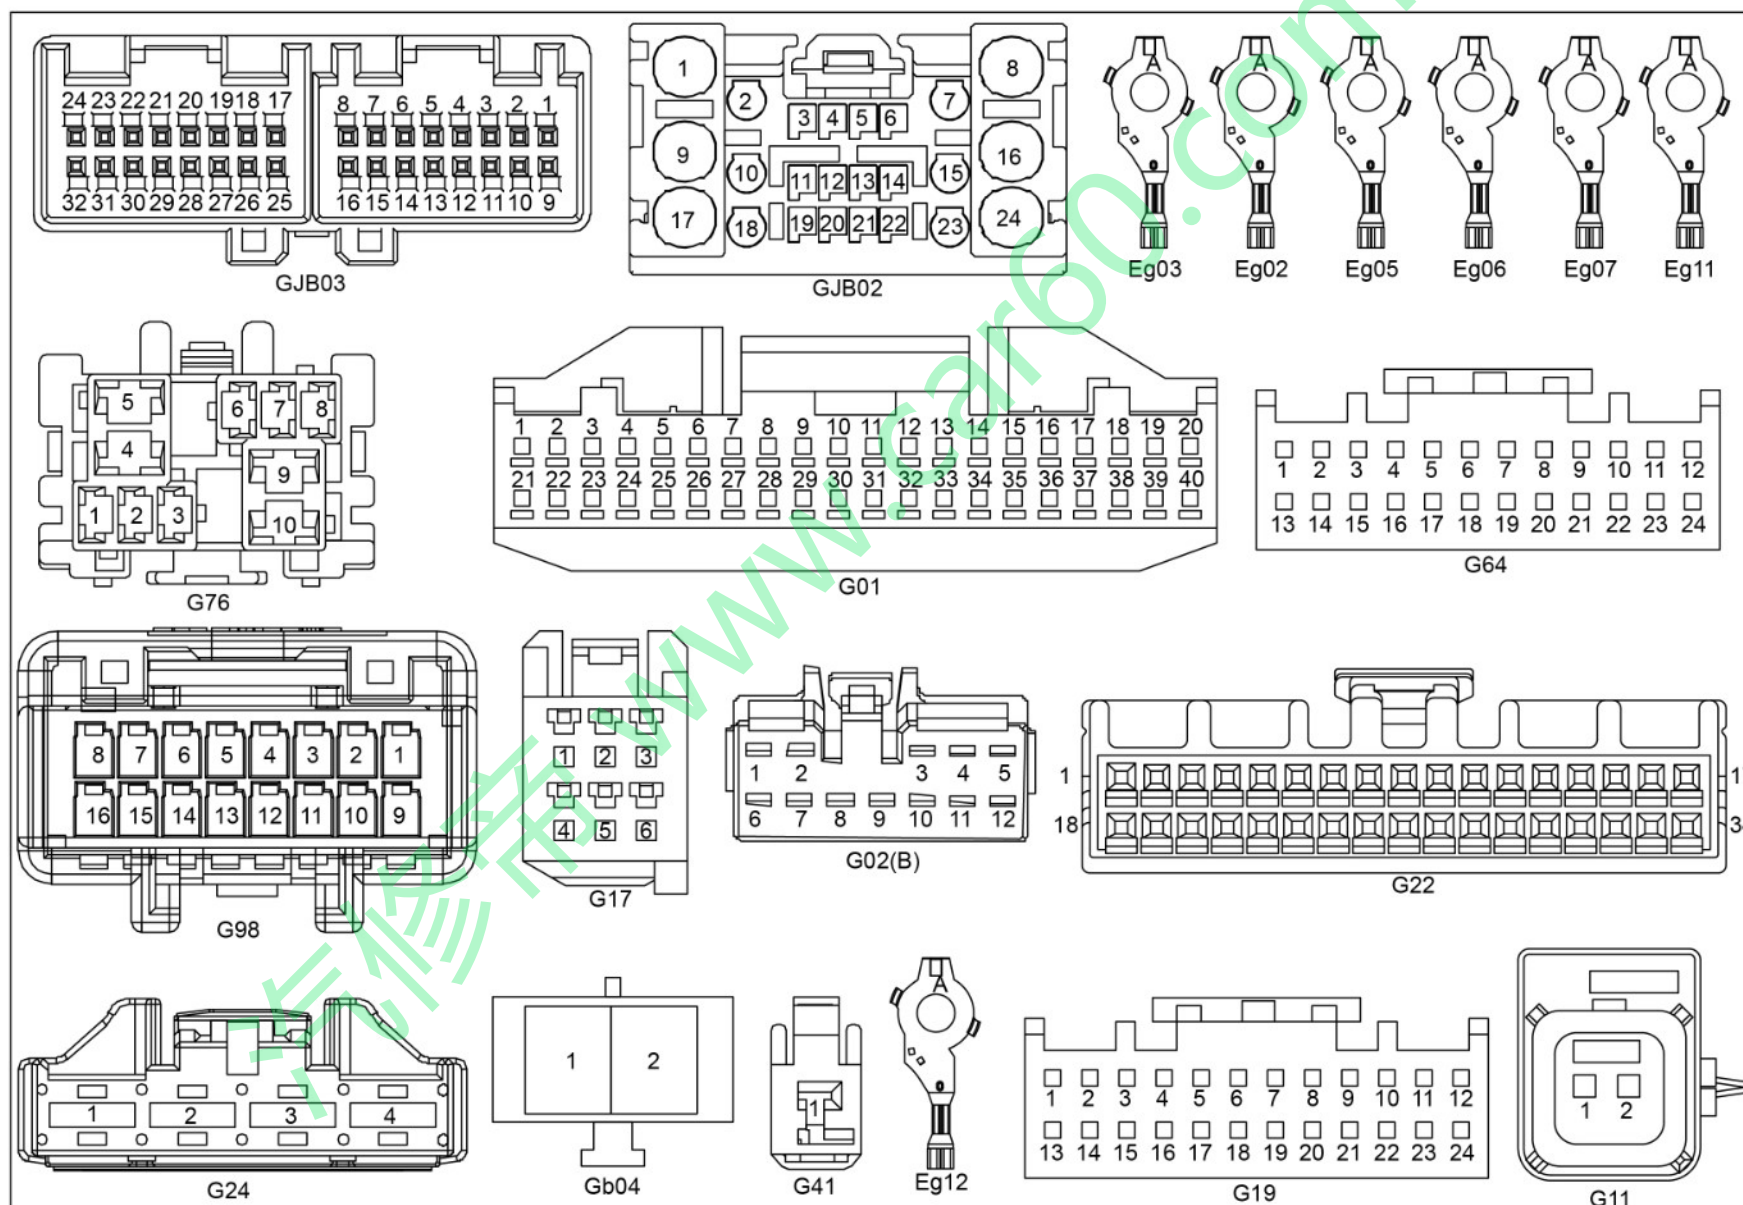 24 23 22 21 20 19 18 17 8 7 6 5 4 3 2 1
32 31 30 29 28 27 26 25 16 15 14 13 12 11 10 9
GJB03
1 8
2 7
3 4 5 6
9 16
10 15
11 12 13 14
17 24
18 19 20 21 22 23
GJB02
A A A A A A
0 0 0 0 0 0
Eg03 Eg02 Eg05 Eg06 Eg07 Eg11
5 6 7 8
4 9
1 2 3 10
G76
1 2 3 4 5 6 7 8 9 10 11 12 13 14 15 16 17 18 19 20
21 22 23 24 25 26 27 28 29 30 31 32 33 34 35 36 37 38 39 40
G01
1 2 3 4 5 6 7 8 9 10 11 12
13 14 15 16 17 18 19 20 21 22 23 24
G64
8 7 6 5 4 3 2 1
16 15 14 13 12 11 10 9
G98
1 2 3
4 5 6
G17
1 2 3 4 5
6 7 8 9 10 11 12
G02(B)
1
18
G22
1 2 3 4
G24
1 2
Gb04
1
G41
A
0
Eg12
1 2 3 4 5 6 7 8 9 10 11 12
13 14 15 16 17 18 19 20 21 22 23 24
G19
1 2
G11
汽修帝 www.car60.com